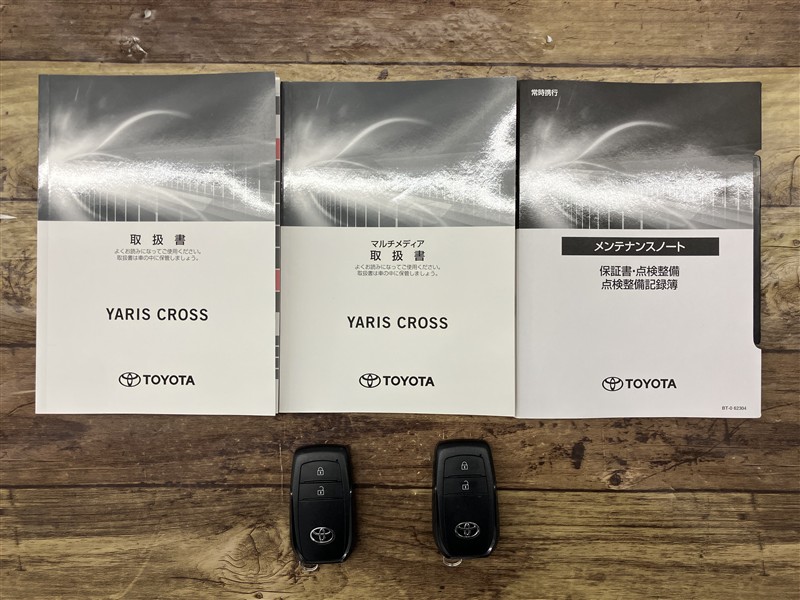 取扱書
よくお読みになってご使用ください。
取扱書は車の中に保管しましょう。
YARIS CROSS
TOYOTA
マルチメディア
取扱書
よくお読みになってご使用ください。
取扱書は車の中に保管しましょう。
YARIS CROSS
TOYOTA
常時携行
メンテナンスノート
保証書・点検整備
点検整備記録簿
TOYOTA
BT-II 92304